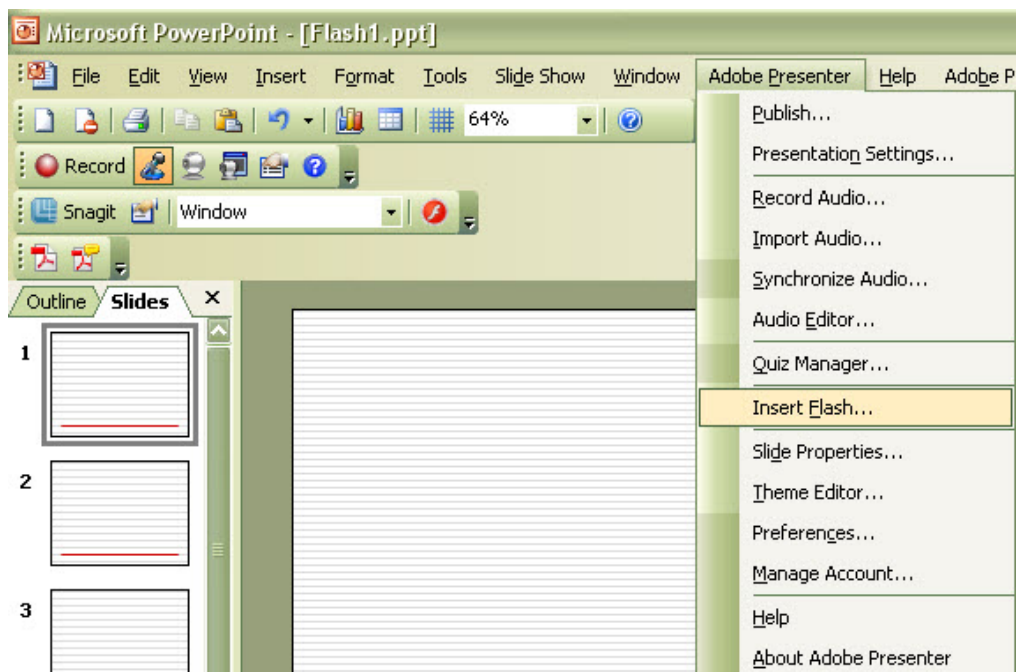 Microsoft PowerPoint - [Flash1.ppt]
File Edit View Insert Format Tools Slide Show Window Adobe Presenter Help Adobe P
64%
Record
Snagit Window
Outline Slides
1
2
3
Publish...
Presentation Settings...
Record Audio...
Import Audio...
Synchronize Audio...
Audio Editor...
Quiz Manager...
Insert Flash...
Slide Properties...
Theme Editor...
Preferences...
Manage Account...
Help
About Adobe Presenter